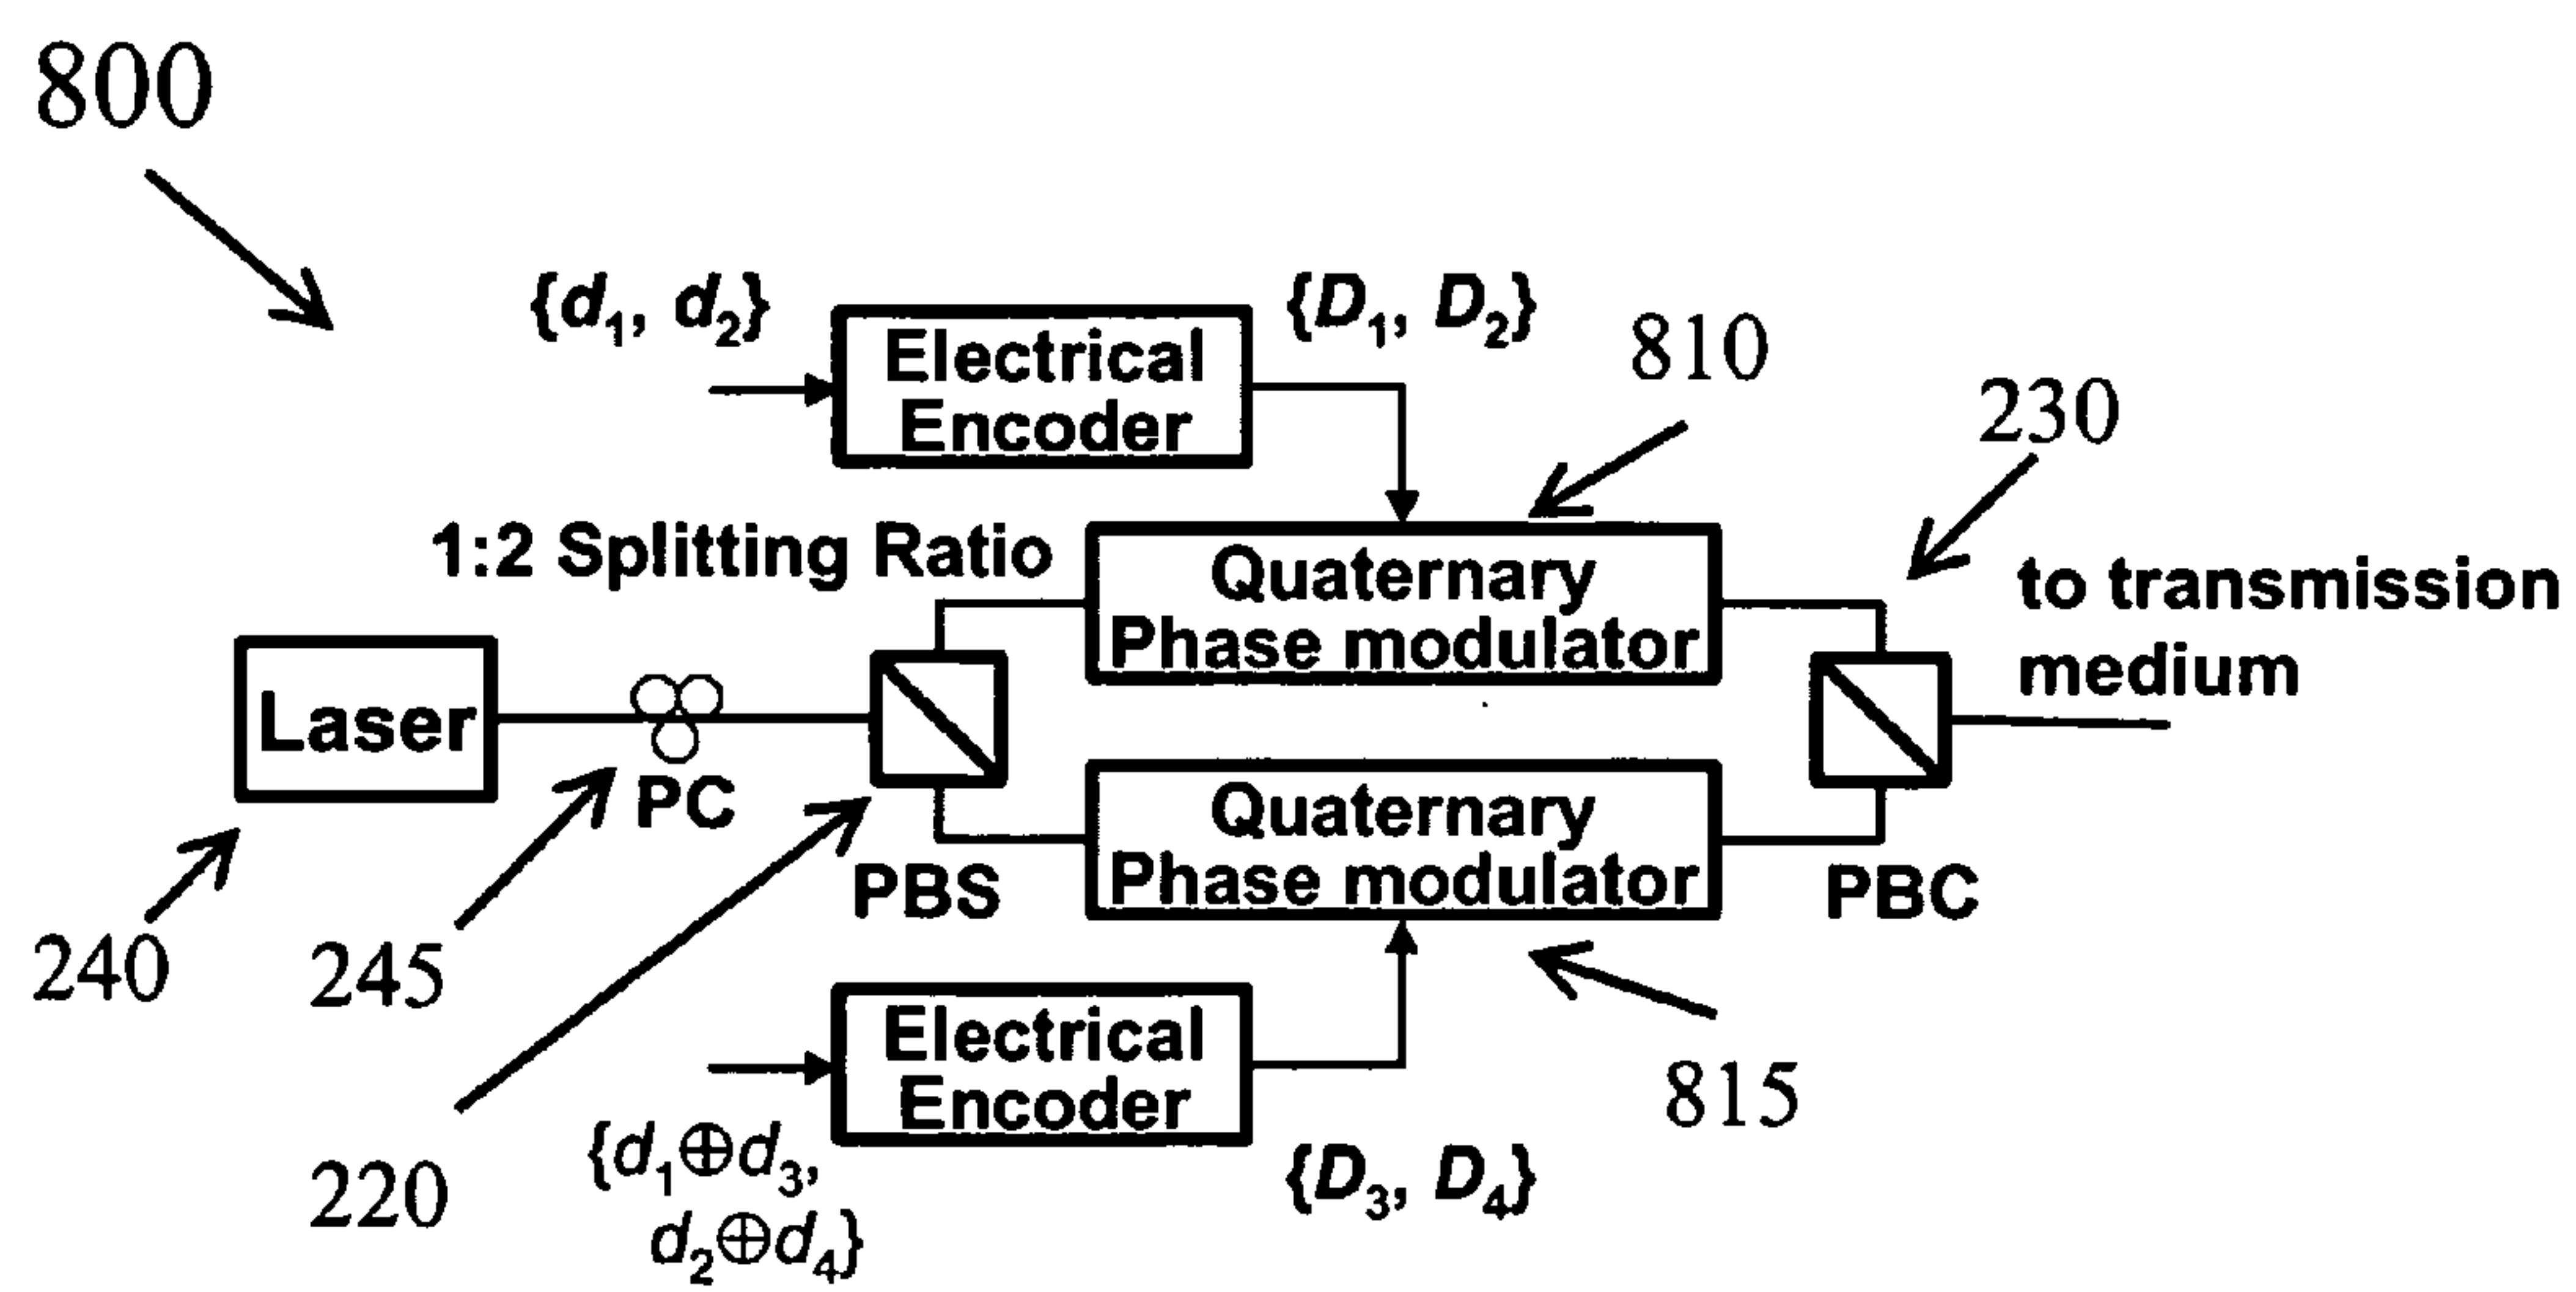 800
{d₁, d₂}
{D₁, D₂}
Electrical
Encoder
810
230
1:2 Splitting Ratio
Quaternary
Phase modulator
to transmission
medium
Laser
PC
PBS
Quaternary
Phase modulator
PBC
240
245
220
Electrical
Encoder
815
{d₁⊕d₃,
d₂⊕d₄}
{D₃, D₄}